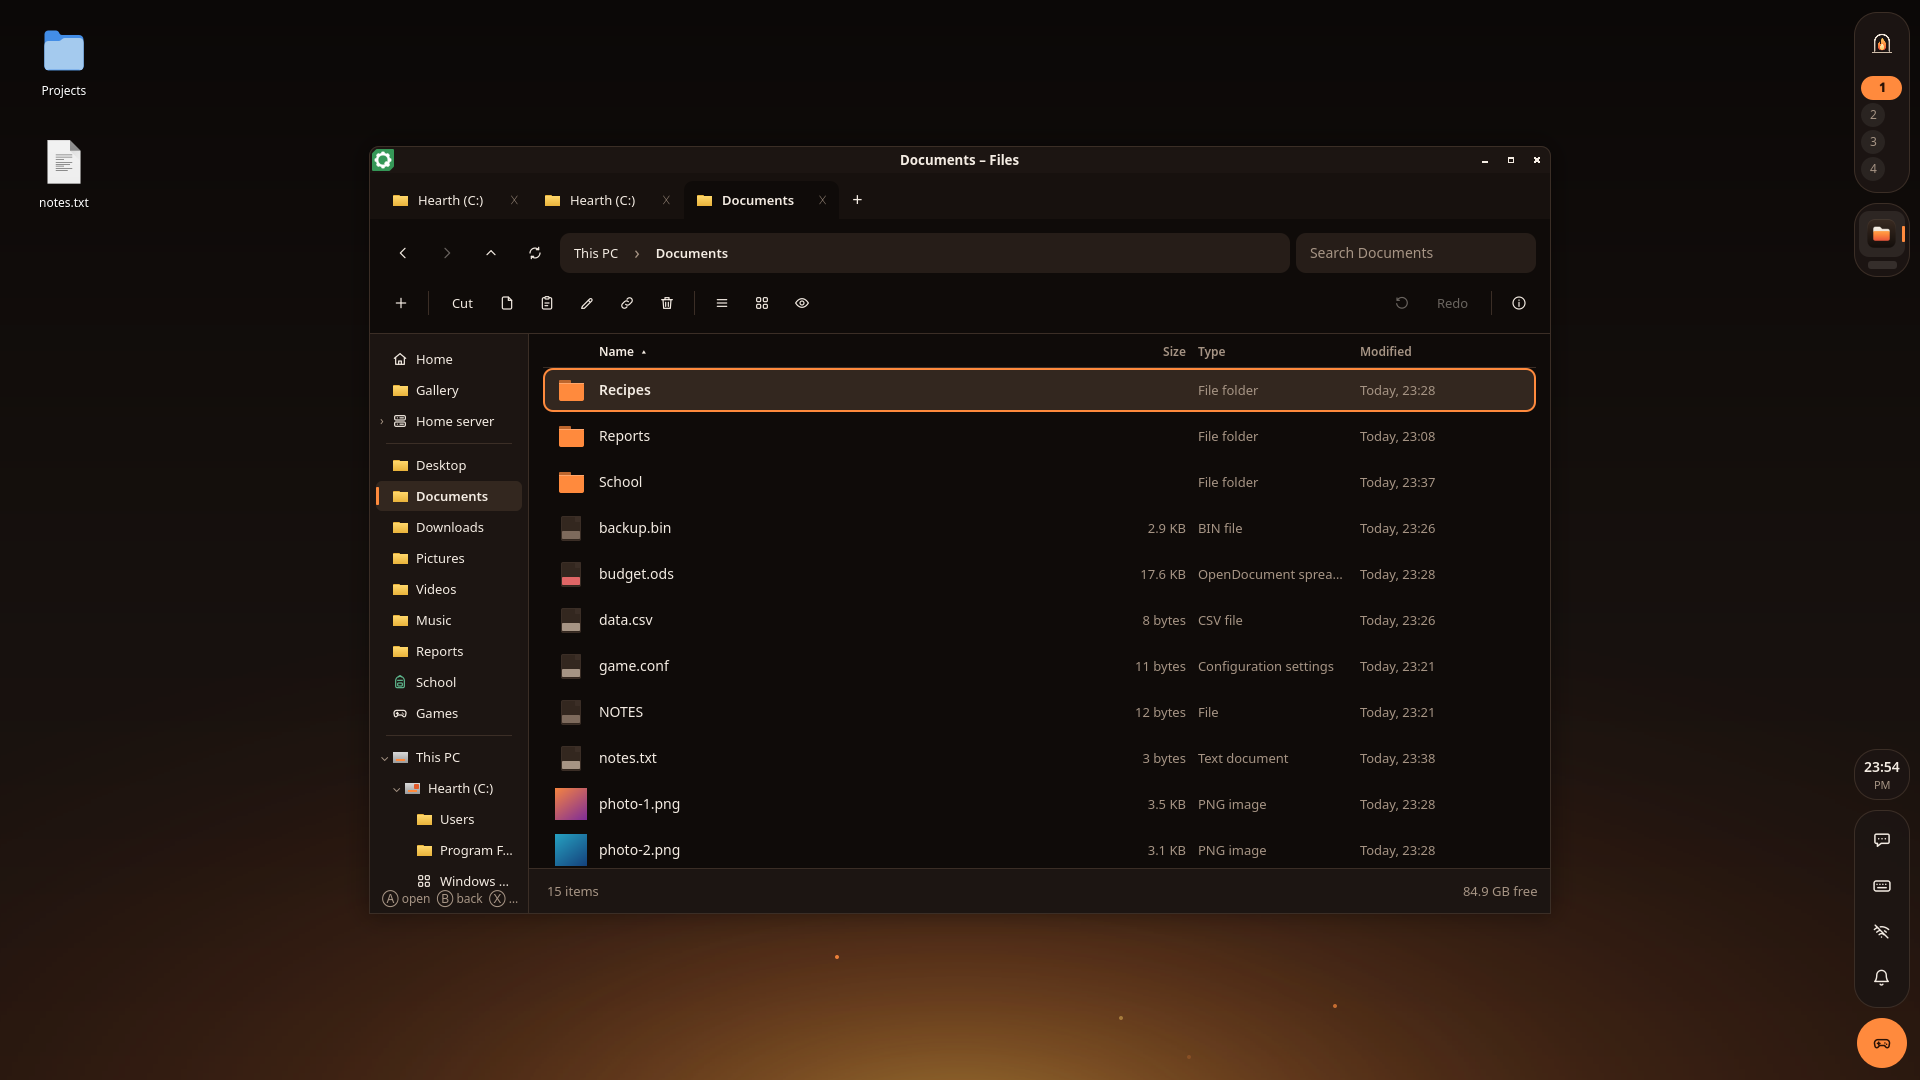 Projects
notes.txt
Documents – Files
Hearth (C:) X Hearth (C:) X Documents X +
This PC › Documents
Search Documents
Cut
Redo
Home
Gallery
Home server
Desktop
Documents
Downloads
Pictures
Videos
Music
Reports
School
Games
This PC
Hearth (C:)
Users
Program F...
Windows ...
A open B back X ...
Name Size Type Modified
Recipes File folder Today, 23:28
Reports File folder Today, 23:08
School File folder Today, 23:37
backup.bin 2.9 KB BIN file Today, 23:26
budget.ods 17.6 KB OpenDocument sprea... Today, 23:28
data.csv 8 bytes CSV file Today, 23:26
game.conf 11 bytes Configuration settings Today, 23:21
NOTES 12 bytes File Today, 23:21
notes.txt 3 bytes Text document Today, 23:38
photo-1.png 3.5 KB PNG image Today, 23:28
photo-2.png 3.1 KB PNG image Today, 23:28
15 items 84.9 GB free
1
2
3
4
23:54
PM